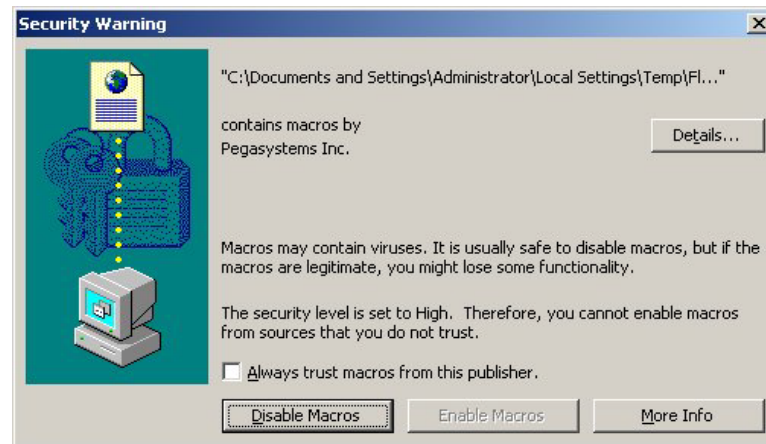 Security Warning
"C:\Documents and Settings\Administrator\Local Settings\Temp\Fl..."
contains macros by
Pegasystems Inc.
Details...
Macros may contain viruses. It is usually safe to disable macros, but if the
macros are legitimate, you might lose some functionality.
The security level is set to High. Therefore, you cannot enable macros
from sources that you do not trust.
Always trust macros from this publisher.
Disable Macros
Enable Macros
More Info